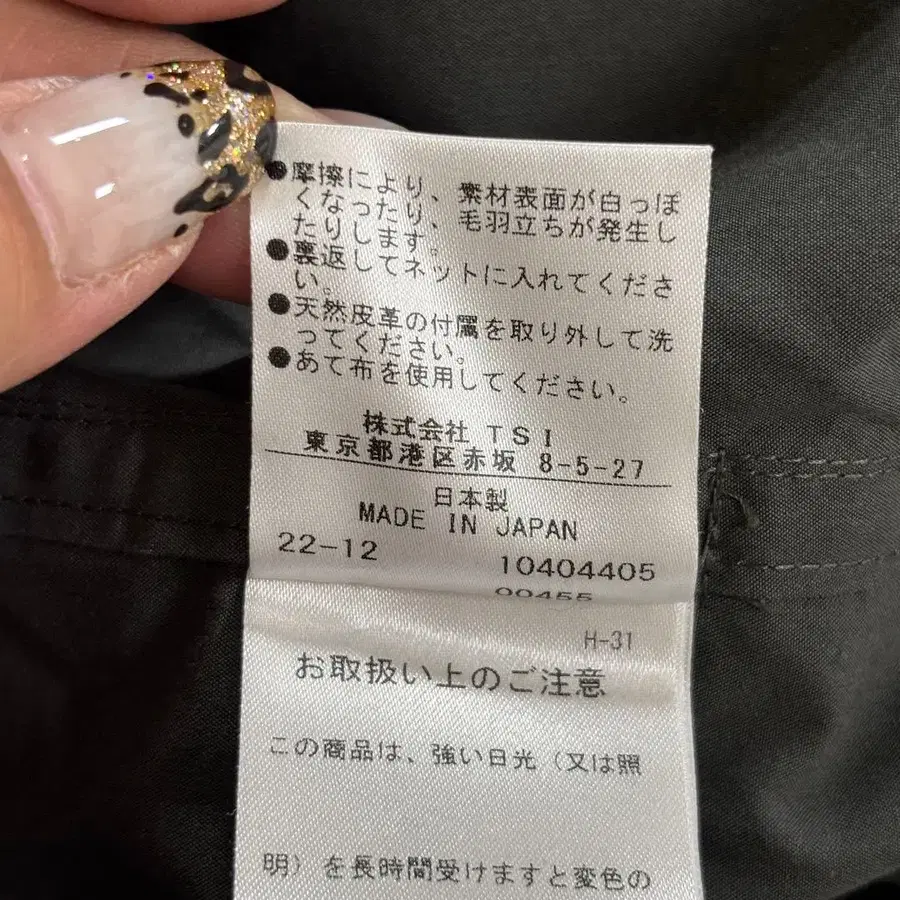 ●摩擦により、素材表面が白っぽ
くなったり、毛羽立ちが発生し
たりします。
●裏返してネットに入れてくださ
い。
●天然皮革の付属を取り外して洗
ってください。
●あて布を使用してください。
株式会社 TSI
東京都港区赤坂 8-5-27
日本製
MADE IN JAPAN
22-12
10404405
00455
H-31
お取扱い上のご注意
この商品は、強い日光（又は照
明）を長時間受けますと変色の